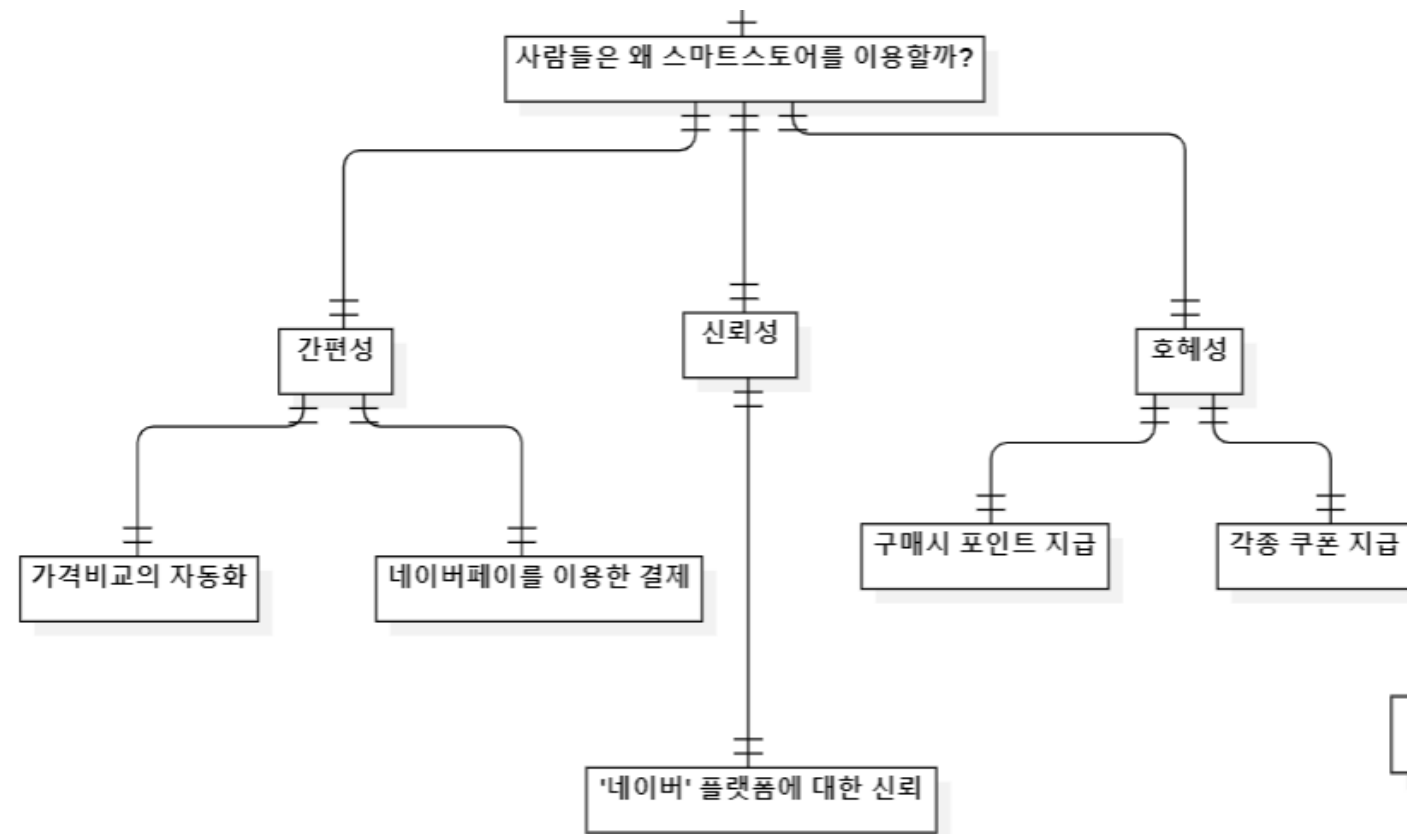 사람들은 왜 스마트스토어를 이용할까?
간편성
신뢰성
호혜성
가격비교의 자동화
네이버페이를 이용한 결제
구매시 포인트 지급
각종 쿠폰 지급
'네이버' 플랫폼에 대한 신뢰